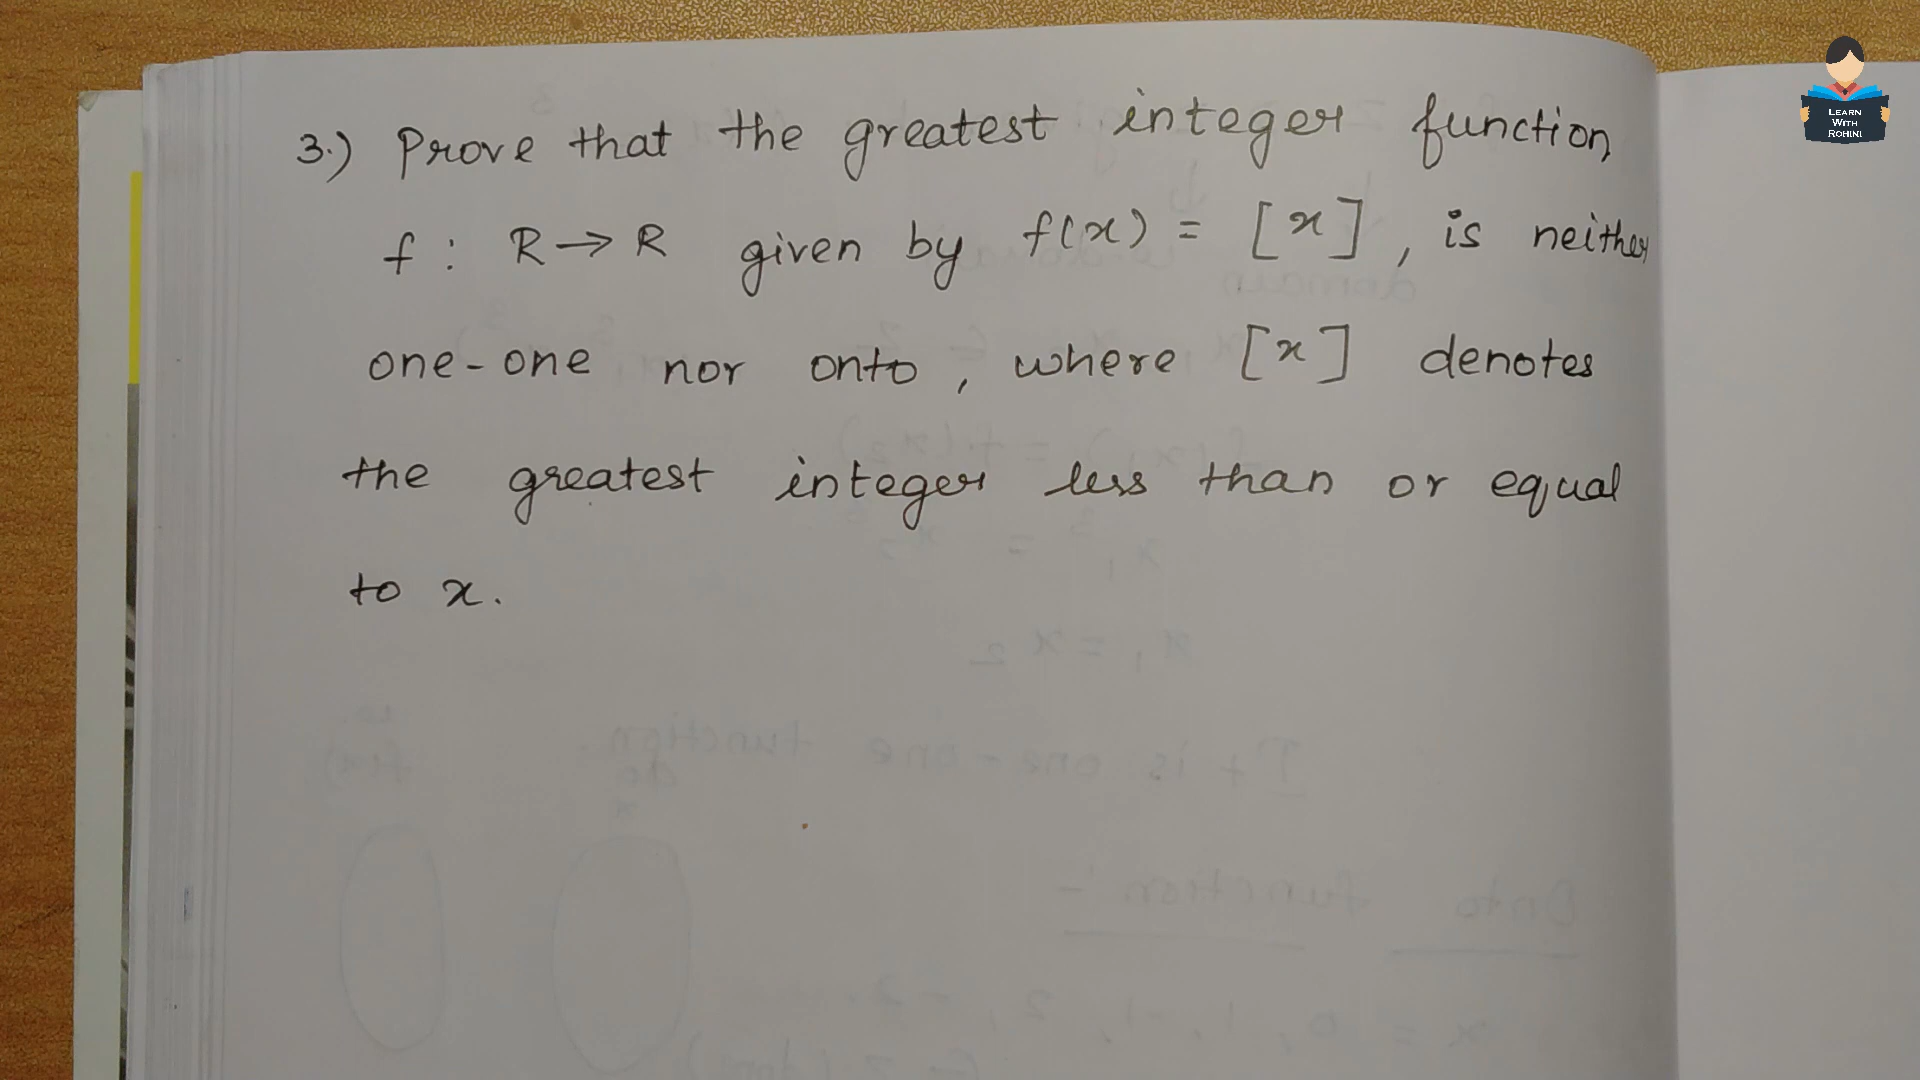 3.) Prove that the greatest integer function
f : R → R given by f(x) = [x], is neither
one-one nor onto, where [x] denotes
the greatest integer less than or equal
to x.
LEARN
WITH
ROHINI